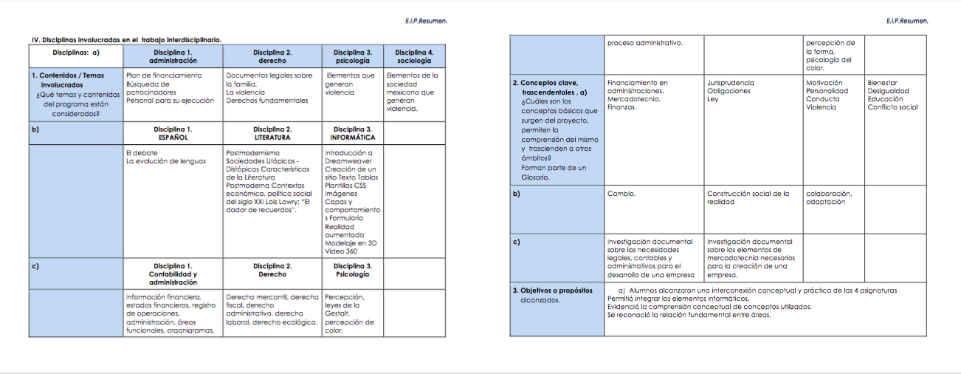 E.I.P.Resumen.
IV. Disciplinas involucradas en el trabajo interdisciplinario.
Disciplinas: a)
Disciplina 1.
administración
Disciplina 2.
derecho
Disciplina 3.
psicología
Disciplina 4.
sociología
1. Contenidos / Temas
involucrados
¿Qué temas y contenidos
del programa están
considerados?
Plan de financiamiento
Búsqueda de
patrocinadores
Personal para su ejecución
Documentos legales sobre
la familia.
La violencia
Derechos fundamentales
Elementos que
generan
violencia
Elementos de la
sociedad
mexicana que
generan
violencia.
b)
Disciplina 1.
ESPAÑOL
Disciplina 2.
LITERATURA
Disciplina 3.
INFORMÁTICA
El debate
La evolución de lenguas
Postmodernismo
Sociedades Utópicas -
Distópicas Características
de la Literatura
Postmoderna Contextos
económico, político social
del siglo XXI Lois Lowry: "El
dador de recuerdos".
Introducción a
Dreamweaver
Creación de un
sitio Texto Tablas
Plantillas CSS
Imágenes
Capas y
comportamiento
s Formulario
Realidad
aumentada
Modelaje en 3D
Video 360
c)
Disciplina 1.
Contabilidad y
administración
Disciplina 2.
Derecho
Disciplina 3.
Psicología
Información financiera,
estados financieros, registro
de operaciones,
administración, áreas
funcionales, organigramas.
Derecho mercantil, derecho
fiscal, derecho
administrativo, derecho
laboral, derecho ecológico.
Percepción,
leyes de la
Gestalt,
percepción de
color,
E.I.P.Resumen.
proceso administrativo.
percepción de
la forma,
psicología del
color.
2. Conceptos clave,
trascendentales . a)
¿Cuáles son los
conceptos básicos que
surgen del proyecto,
permiten la
comprensión del mismo
y trascienden a otros
ámbitos?
Forman parte de un
Glosario.
Financiamiento en
administraciones.
Mercadotecnia.
Finanzas.
Jurisprudencia
Obligaciones
Ley
Motivación
Personalidad
Conducta
Violencia
Bienestar
Desigualdad
Educación
Conflicto social
b)
Cambio.
Construcción social de la
realidad
colaboración,
adaptación
c)
Investigación documental
sobre las necesidades
legales, contables y
administrativas para el
desarrollo de una empresa
Investigación documental
sobre los elementos de
mercadotecnia necesarios
para la creación de una
empresa.
3. Objetivos o propósitos
alcanzados.
a) Alumnos alcanzaron una interconexión conceptual y práctica de las 4 asignaturas
Permitió integrar los elementos informáticos.
Evidenció la comprensión conceptual de conceptos utilizados.
Se reconoció la relación fundamental entre áreas.